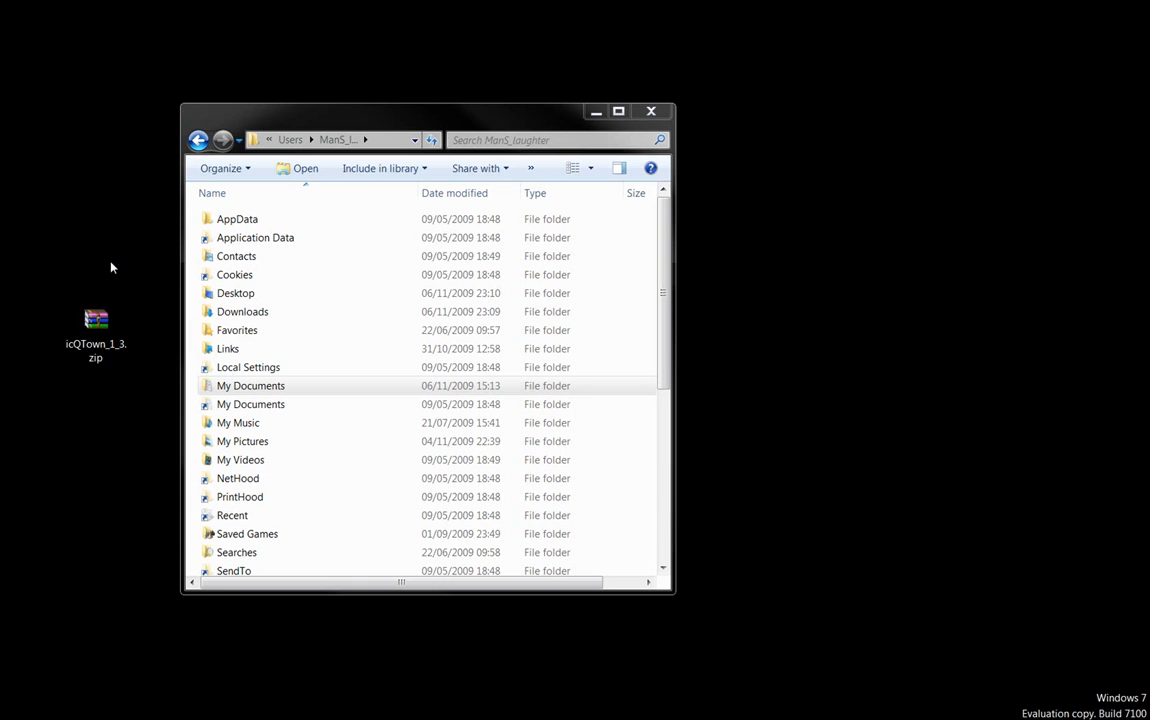 « Users ManS_l...
Search ManS_laughter
Organize Open Include in library Share with »
Name Date modified Type Size
AppData 09/05/2009 18:48 File folder
Application Data 09/05/2009 18:48 File folder
Contacts 09/05/2009 18:49 File folder
Cookies 09/05/2009 18:48 File folder
Desktop 06/11/2009 23:10 File folder
Downloads 06/11/2009 23:09 File folder
Favorites 22/06/2009 09:57 File folder
Links 31/10/2009 12:58 File folder
Local Settings 09/05/2009 18:48 File folder
My Documents 06/11/2009 15:13 File folder
My Documents 09/05/2009 18:48 File folder
My Music 21/07/2009 15:41 File folder
My Pictures 04/11/2009 22:39 File folder
My Videos 09/05/2009 18:49 File folder
NetHood 09/05/2009 18:48 File folder
PrintHood 09/05/2009 18:48 File folder
Recent 09/05/2009 18:48 File folder
Saved Games 01/09/2009 23:49 File folder
Searches 22/06/2009 09:58 File folder
SendTo 09/05/2009 18:48 File folder
icQTown_1_3.
zip
Windows 7
Evaluation copy. Build 7100